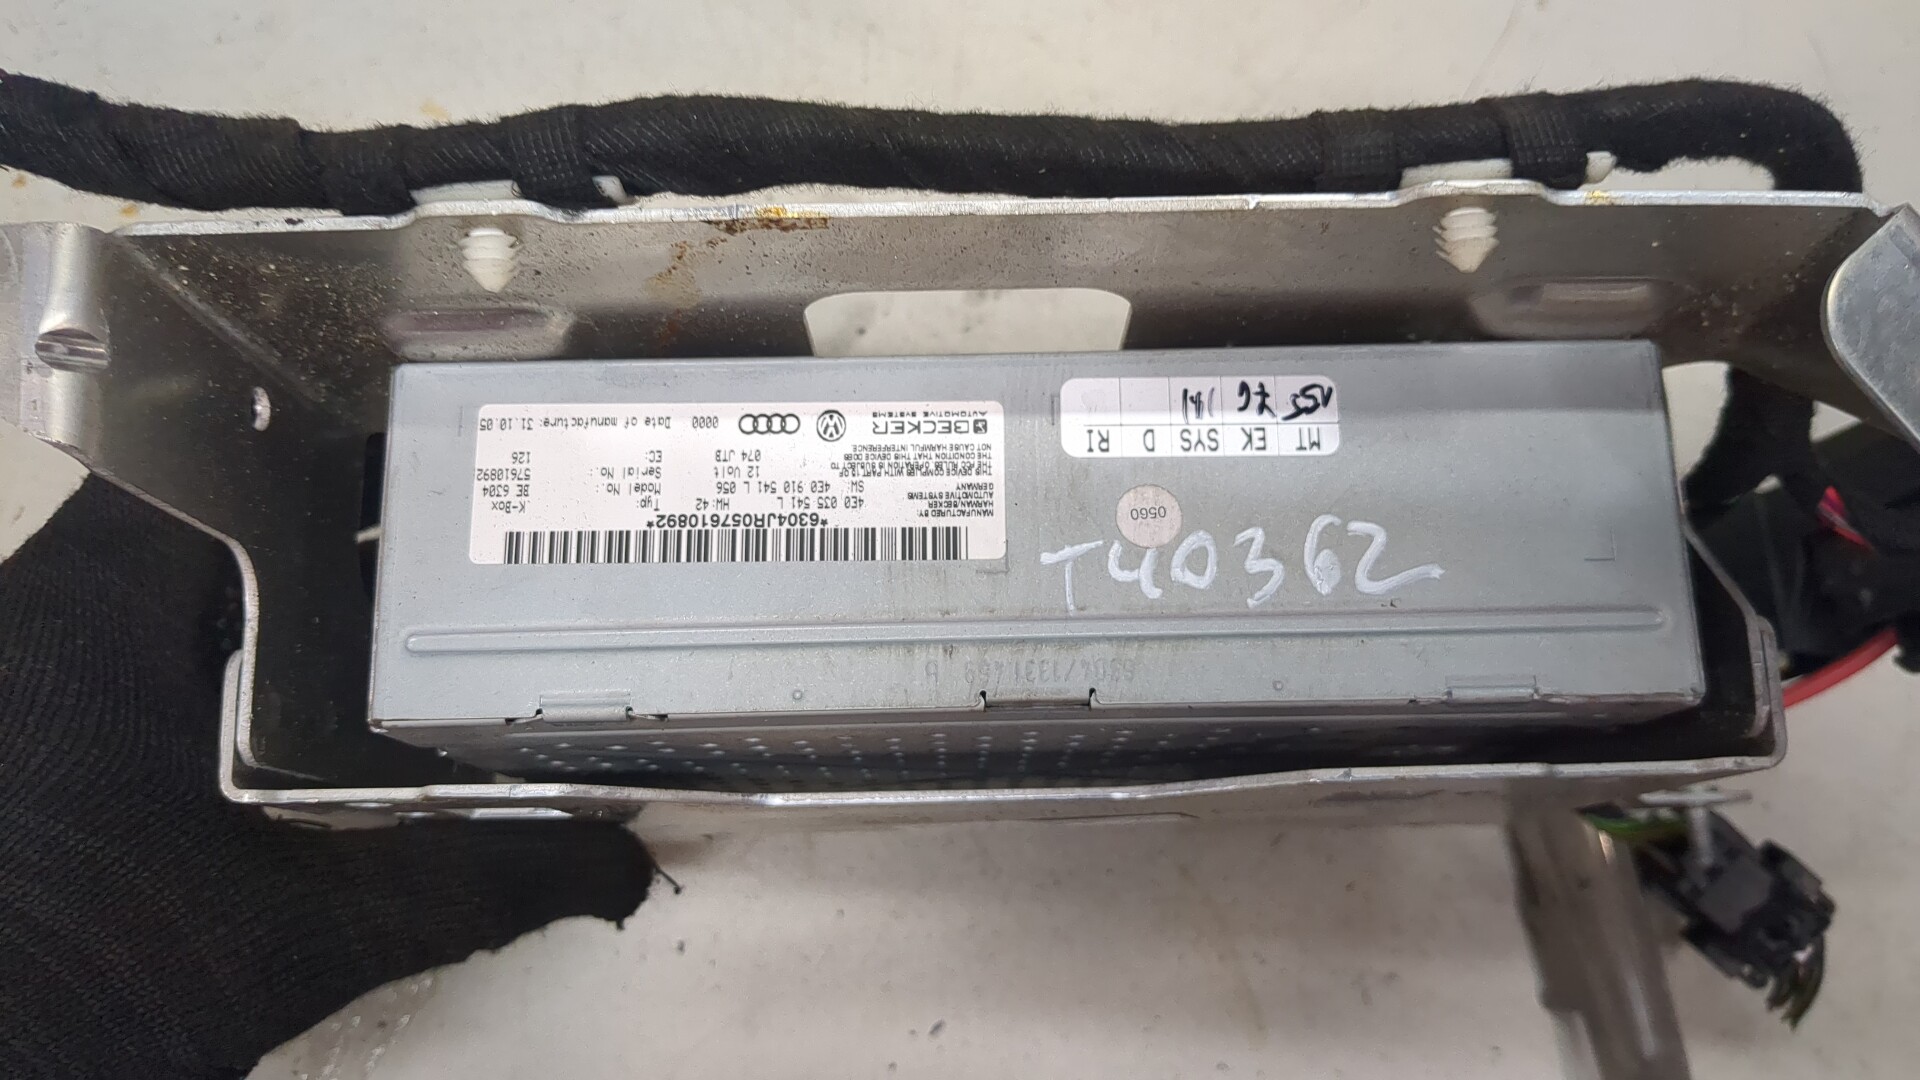 BECKER
AUTOMOTIVE SYSTEMS
0000 Date of manufacture: 31.10.05
THIS DEVICE COMPLIES WITH PART 15 OF
THE FCC RULES. OPERATION IS SUBJECT TO
THE CONDITION THAT THIS DEVICE DOES
NOT CAUSE HARMFUL INTERFERENCE
074 JTB EC: 126
12 Volt Serial No.: 57610892
SW: 4E0 910 541 L 056 Model No.: BE 6304
4E0 035 541 L HW: 42 Typ: K-Box
MANUFACTURED BY:
HARMAN/BECKER
AUTOMOTIVE SYSTEMS
GERMANY
*6304JR057610892*
MT EK SYS D RI
76
0560
T40362
6304/1331469